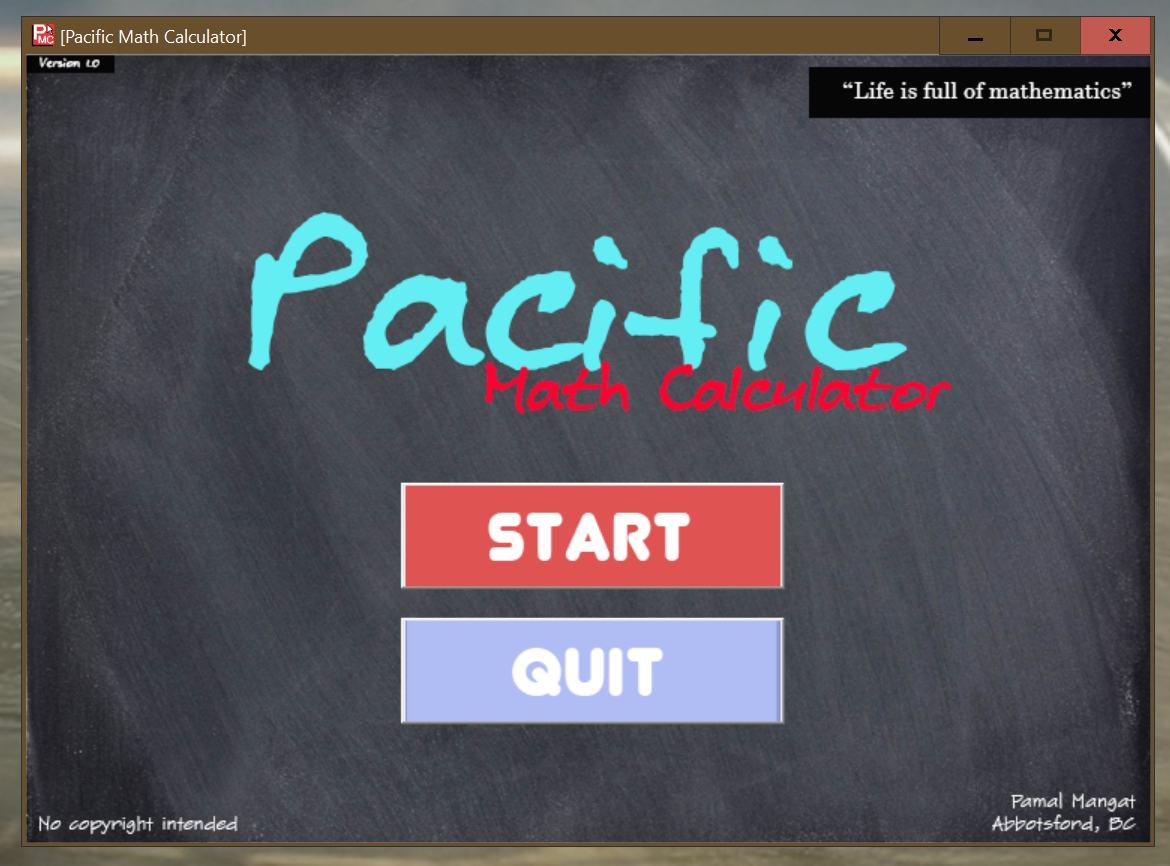 PMC
[Pacific Math Calculator]
Version 1.0
“Life is full of mathematics”
Pacific
Math Calculator
START
QUIT
No copyright intended
Pamal Mangat
Abbotsford, BC